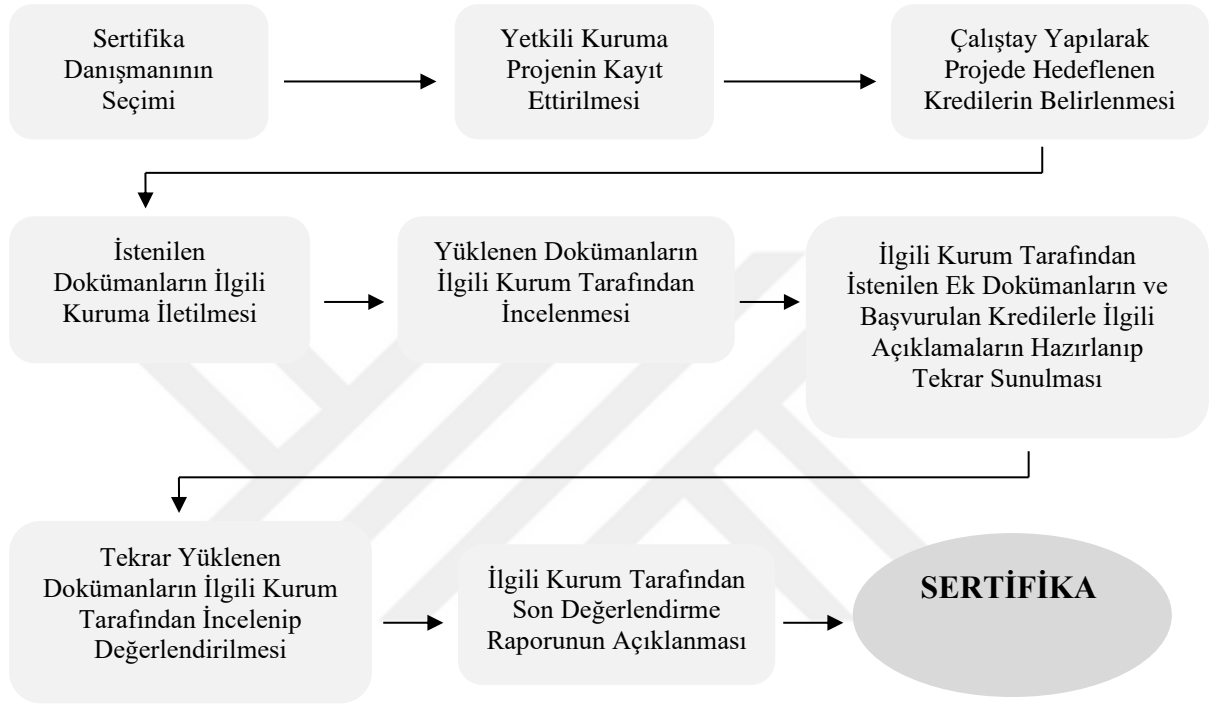 Sertifika
Danışmanının
Seçimi
Yetkili Kuruma
Projenin Kayıt
Ettirilmesi
Çalıştay Yapılarak
Projede Hedeflenen
Kredilerin Belirlenmesi
İstenilen
Dokümanların İlgili
Kuruma İletilmesi
Yüklenen Dokümanların
İlgili Kurum Tarafından
İncelenmesi
İlgili Kurum Tarafından
İstenilen Ek Dokümanların ve
Başvurulan Kredilerle İlgili
Açıklamaların Hazırlanıp
Tekrar Sunulması
Tekrar Yüklenen
Dokümanların İlgili Kurum
Tarafından İncelenip
Değerlendirilmesi
İlgili Kurum Tarafından
Son Değerlendirme
Raporunun Açıklanması
SERTİFİKA